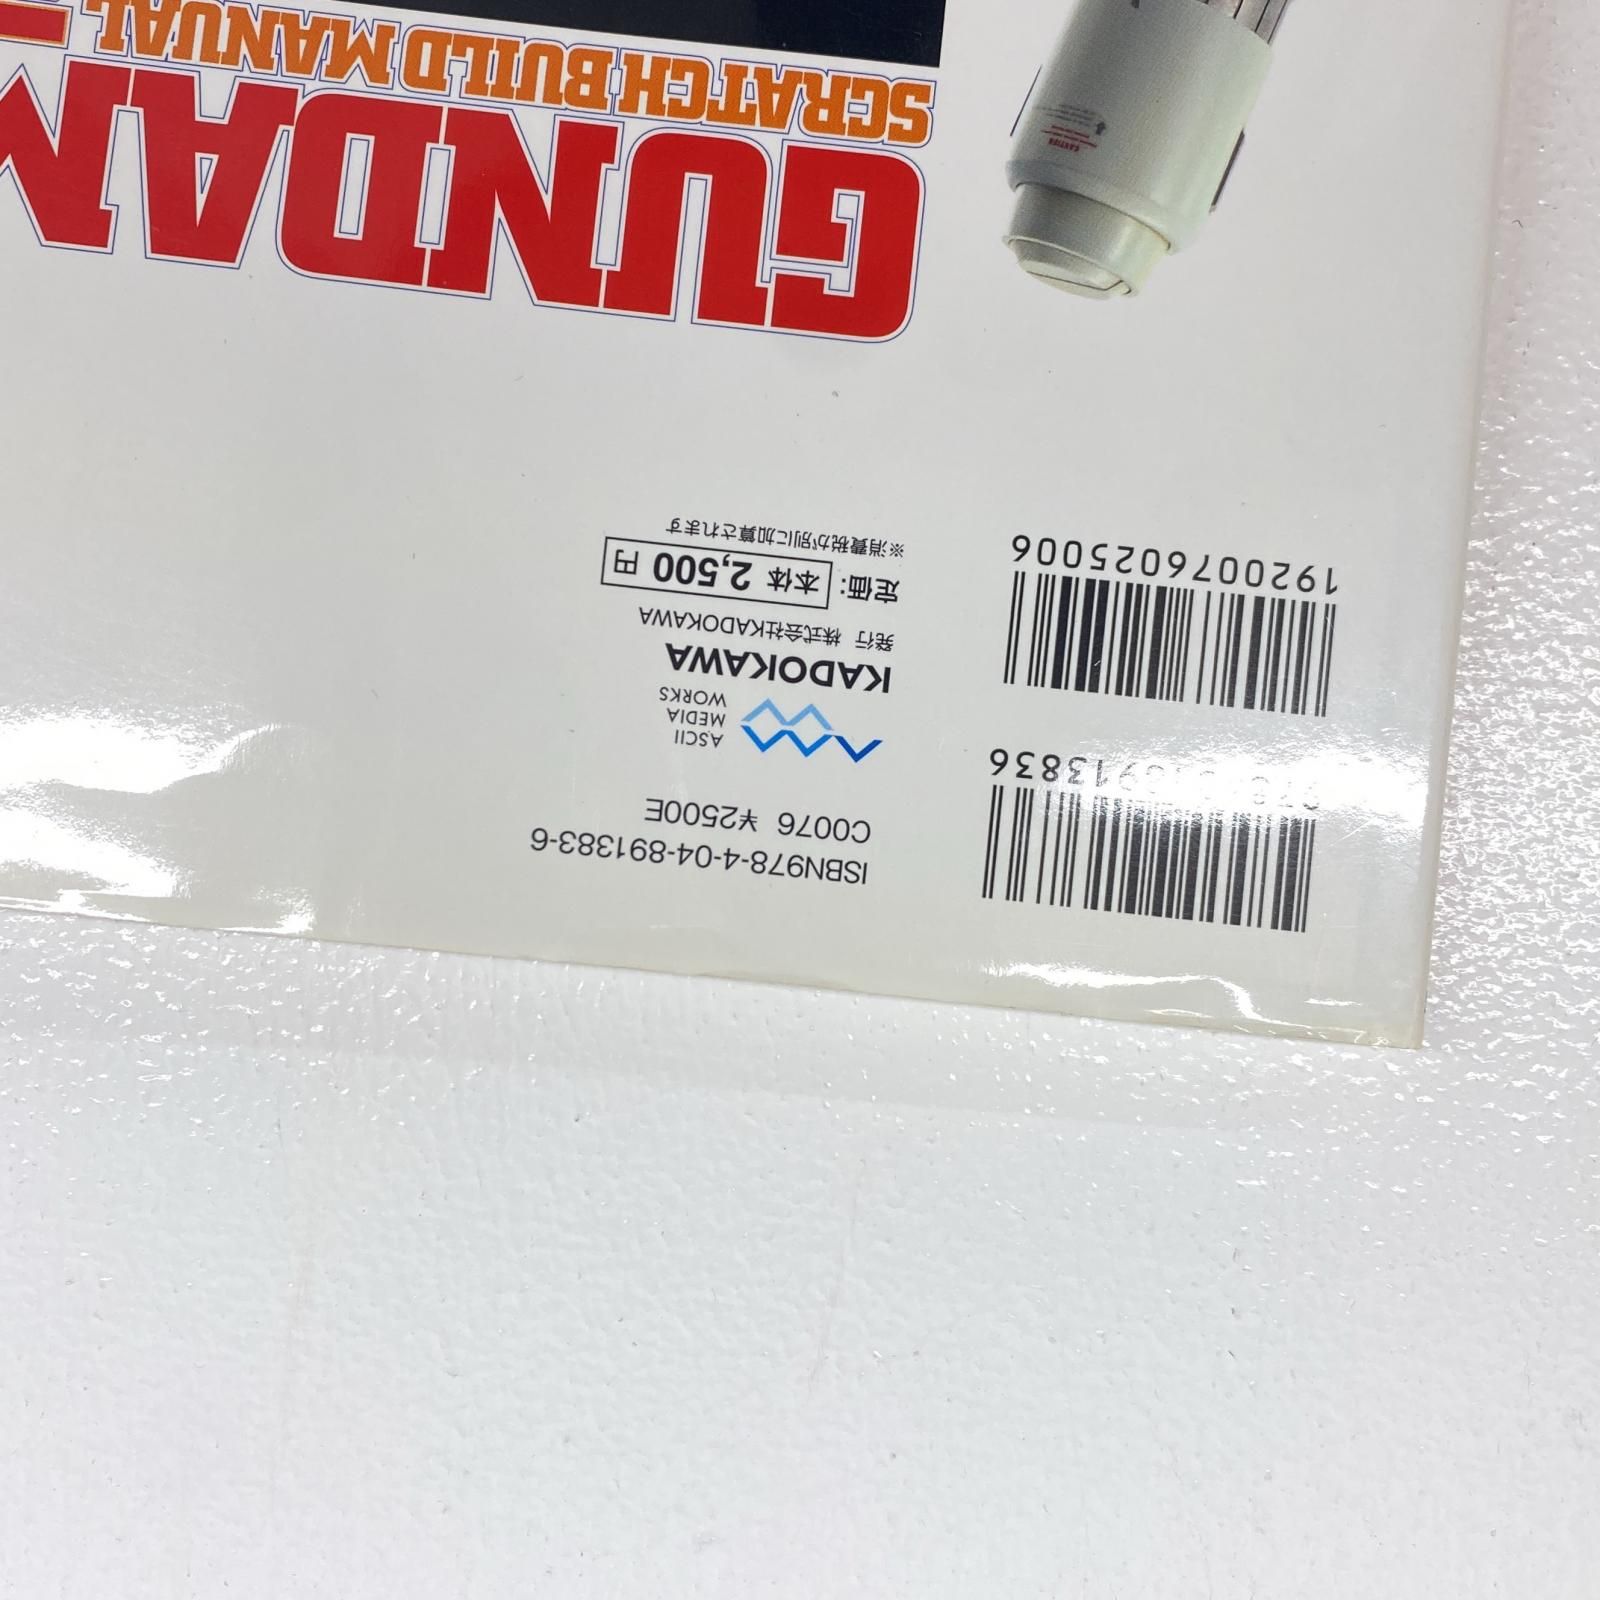 ISBN978-4-04-891383-6
C0076 ¥2500E
ASCII
MEDIA
WORKS
KADOKAWA
発行 株式会社KADOKAWA
定価: 本体 2,500 円
※消費税が別に加算されます
1920076025006
GUNDAM
SCRATCH BUILD MANUAL
CAUTION